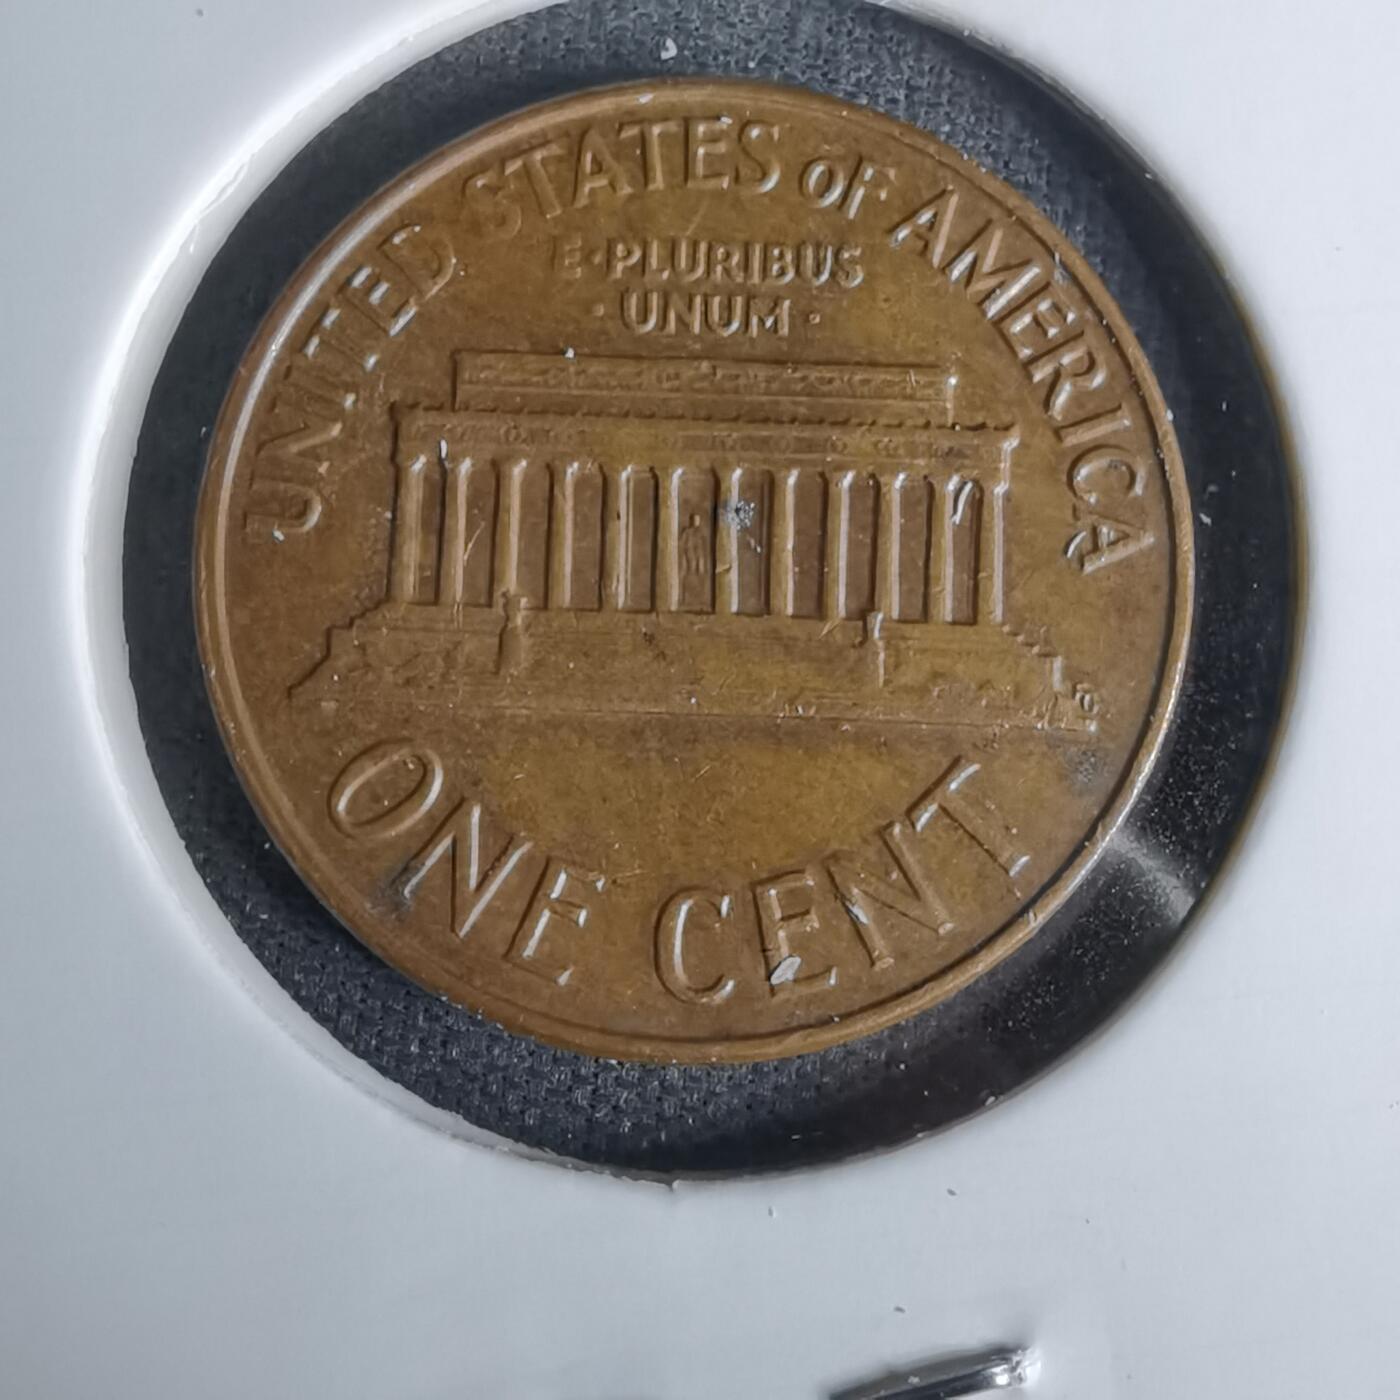 UNITED STATES OF AMERICA
E·PLURIBUS
·UNUM·
ONE CENT